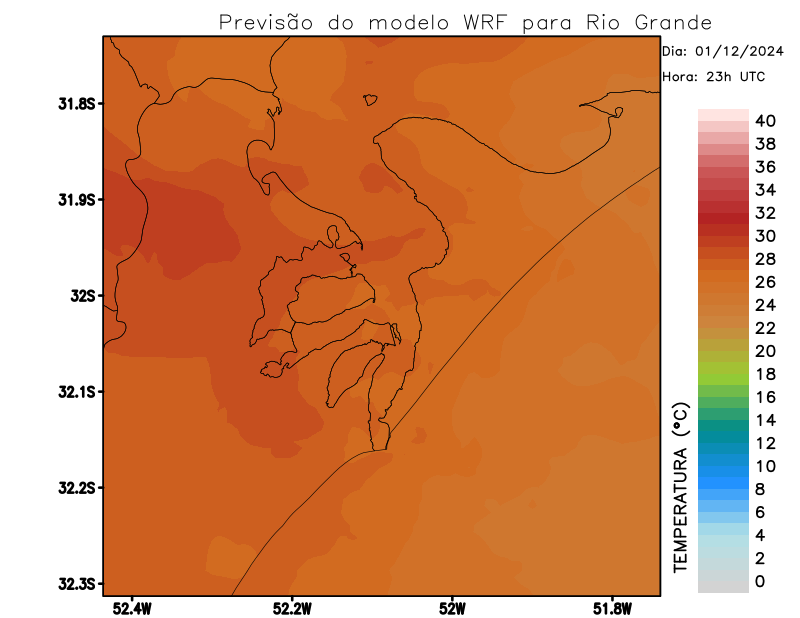 Previsão do modelo WRF para Rio Grande
Dia: 01/12/2024
Hora: 23h UTC
31.8S
31.9S
32S
32.1S
32.2S
32.3S
52.4W
52.2W
52W
51.8W
TEMPERATURA (°C)
40
38
36
34
32
30
28
26
24
22
20
18
16
14
12
10
8
6
4
2
0